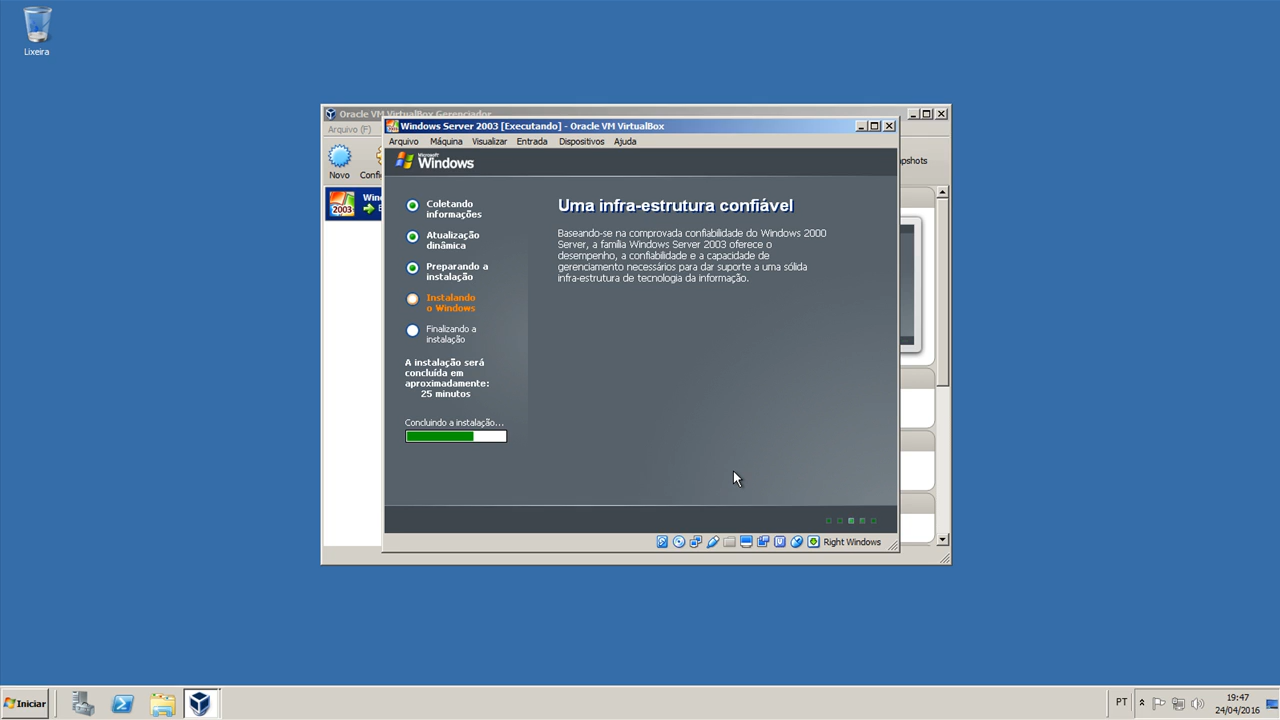 Lixeira
Oracle VM VirtualBox Gerenciador
Arquivo (F)
Novo
2003
Windows Server 2003 [Executando] - Oracle VM VirtualBox
Arquivo Máquina Visualizar Entrada Dispositivos Ajuda
Microsoft
Windows
Coletando
informações
Atualização
dinâmica
Preparando a
instalação
Instalando
o Windows
Finalizando a
instalação
A instalação será
concluída em
aproximadamente:
25 minutos
Concluindo a instalação...
Uma infra-estrutura confiável
Baseando-se na comprovada confiabilidade do Windows 2000
Server, a família Windows Server 2003 oferece o
desempenho, a confiabilidade e a capacidade de
gerenciamento necessários para dar suporte a uma sólida
infra-estrutura de tecnologia da informação.
Right Windows
Iniciar
PT
19:47
24/04/2016